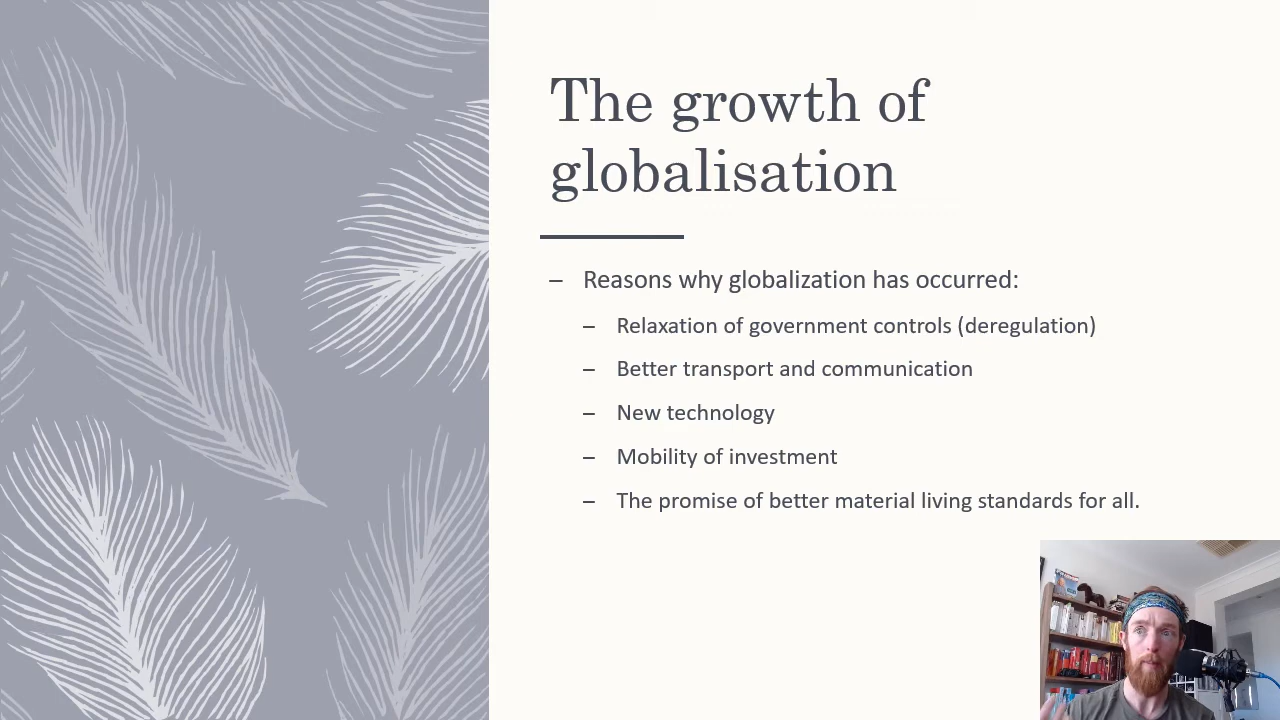 The growth of
globalisation
– Reasons why globalization has occurred:
– Relaxation of government controls (deregulation)
– Better transport and communication
– New technology
– Mobility of investment
– The promise of better material living standards for all.